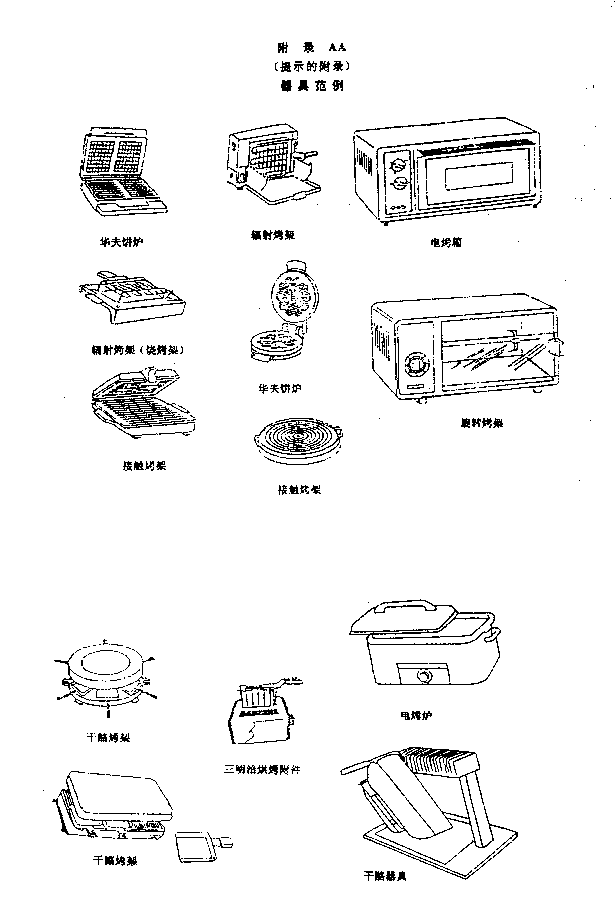 附 录 AA
(提示的附录)
器 具 范 例
华夫饼炉
辐射烤架
电烤箱
辐射烤架(烧烤架)
华夫饼炉
旋转烤架
接触烤架
接触烤架
干酪烤架
三明治烘烤附件
电烤炉
干酪烤架
干酪器具